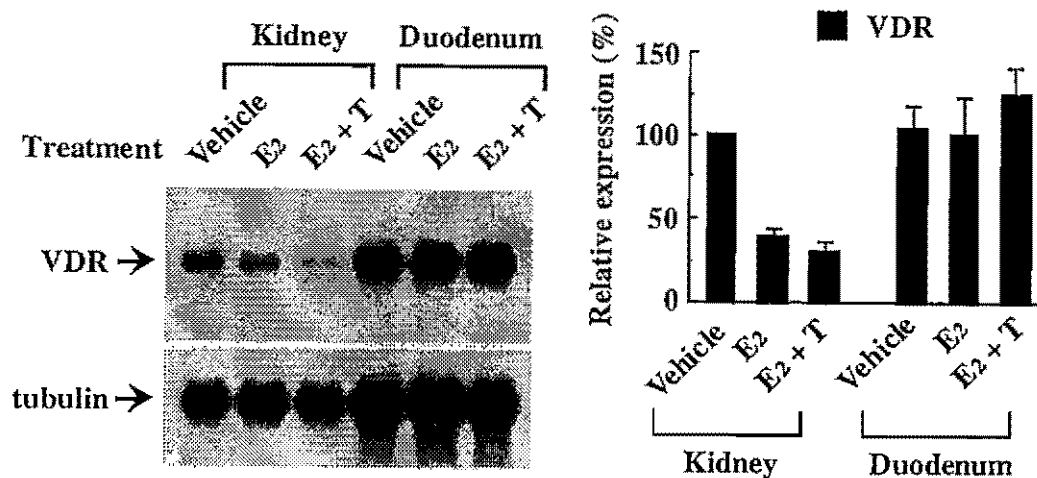 Kidney Duodenum
Treatment Vehicle E2 E2 + T Vehicle E2 E2 + T
VDR →
tubulin →
VDR
Relative expression (%)
150
100
50
0
Vehicle E2 E2 + T Vehicle E2 E2 + T
Kidney Duodenum